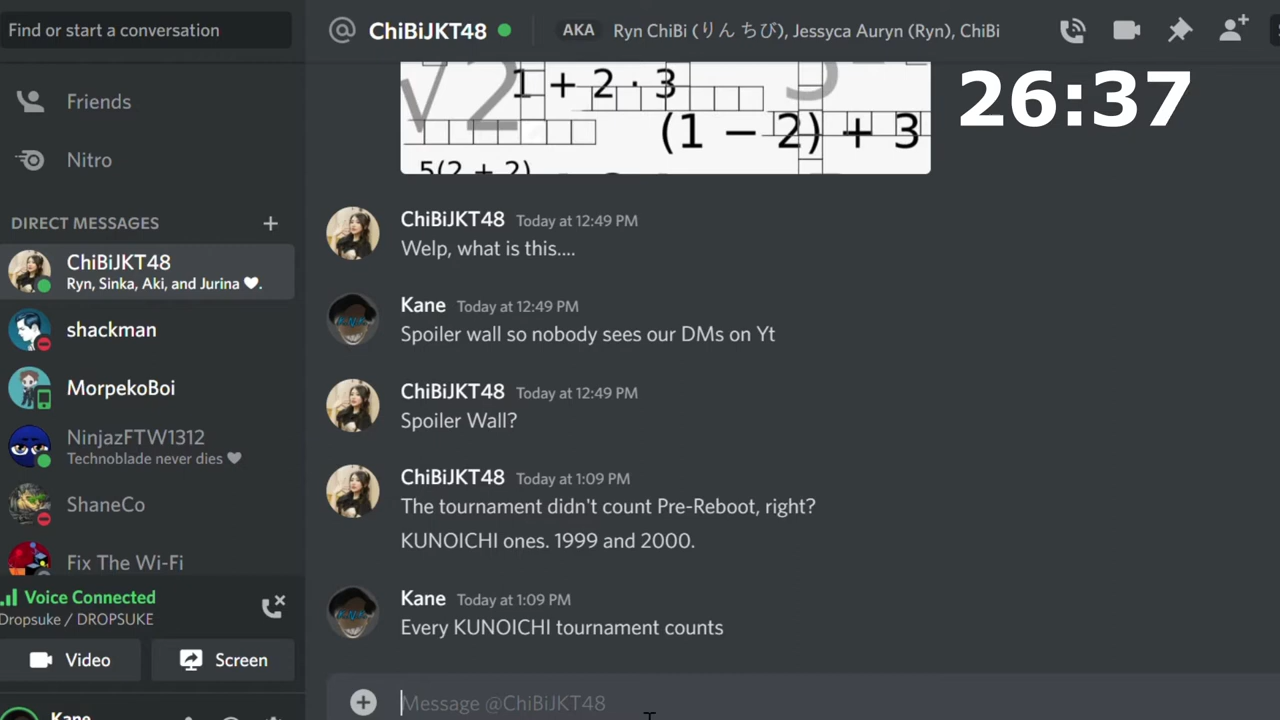 Find or start a conversation
Friends
Nitro
DIRECT MESSAGES
ChiBiJKT48
Ryn, Sinka, Aki, and Jurina 🖤.
shackman
MorpekoBoi
NinjazFTW1312
Technoblade never dies 🖤
ShaneCo
Fix The Wi-Fi
Voice Connected
Dropsuke / DROPSUKE
Video Screen
Kane
@ ChiBiJKT48 AKA Ryn ChiBi (りん ちび), Jessyca Auryn (Ryn), ChiBi
26:37
√2 1 + 2 · 3
(1 − 2) + 3
5(2 + 2)
ChiBiJKT48 Today at 12:49 PM
Welp, what is this....
Kane Today at 12:49 PM
Spoiler wall so nobody sees our DMs on Yt
ChiBiJKT48 Today at 12:49 PM
Spoiler Wall?
ChiBiJKT48 Today at 1:09 PM
The tournament didn't count Pre-Reboot, right?
KUNOICHI ones. 1999 and 2000.
Kane Today at 1:09 PM
Every KUNOICHI tournament counts
Message @ChiBiJKT48